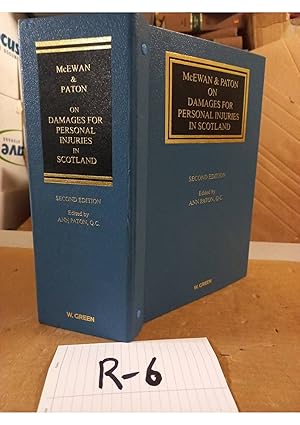 McEWAN
&
PATON
ON
DAMAGES FOR
PERSONAL
INJURIES
IN
SCOTLAND
SECOND EDITION
Edited by
ANN PATON, Q.C.
W. GREEN
McEWAN & PATON
ON
DAMAGES FOR
PERSONAL INJURIES
IN SCOTLAND
SECOND EDITION
Edited by
ANN PATON, Q.C.
W. GREEN
R-6